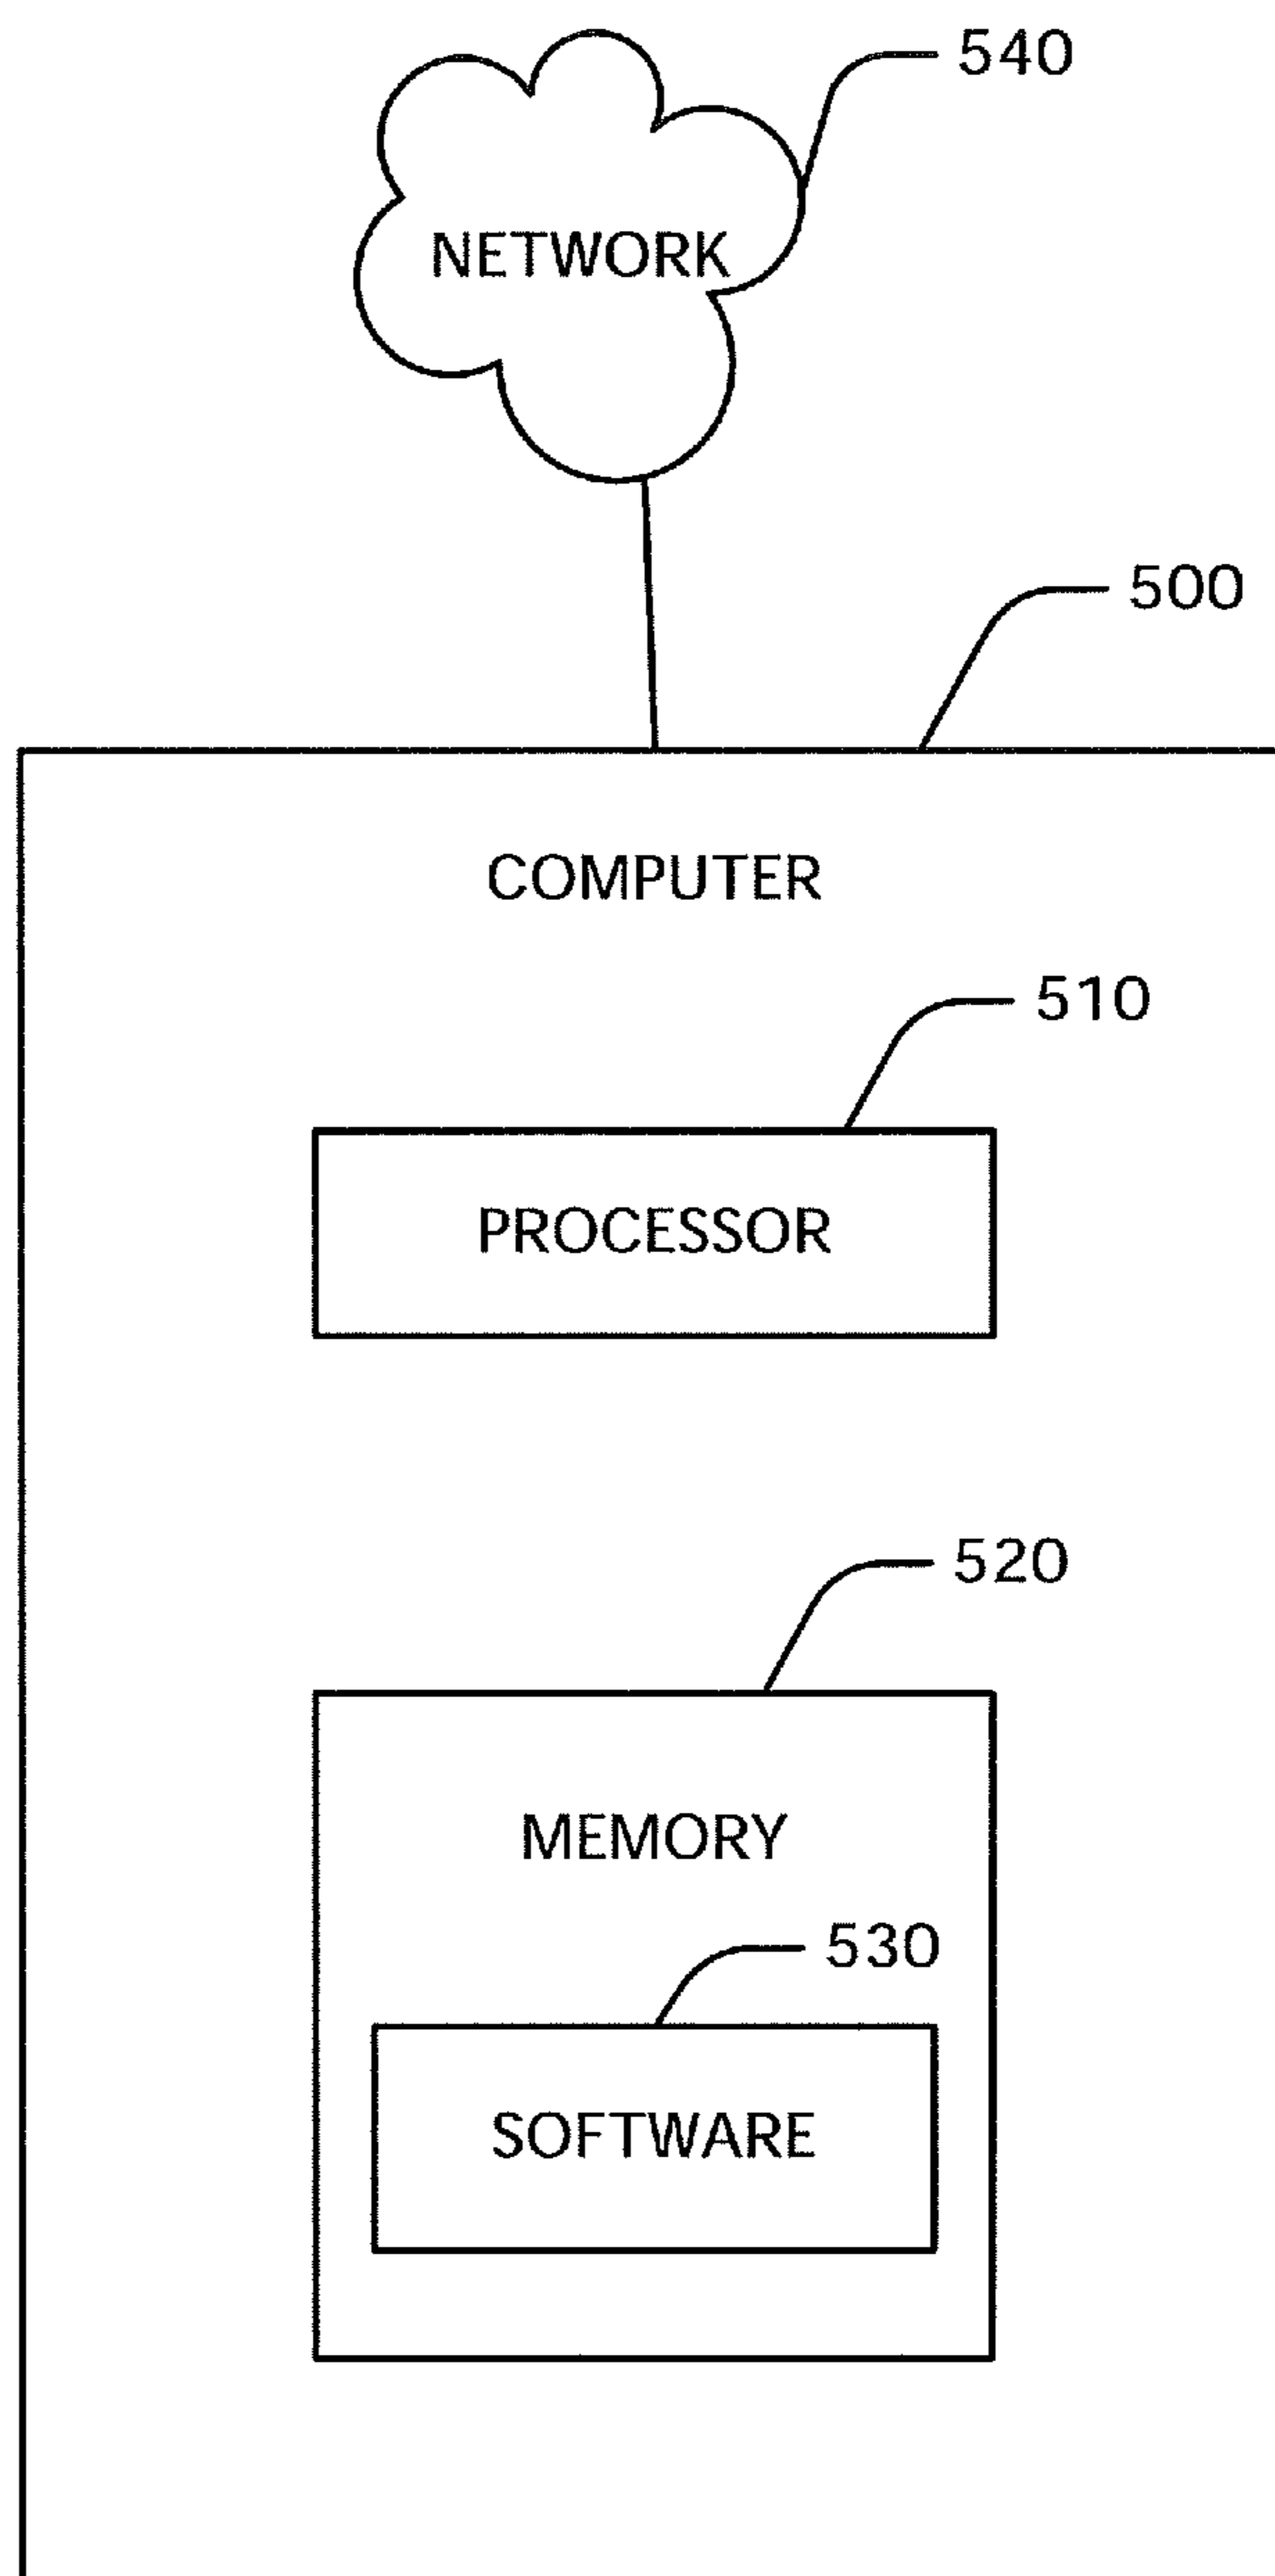 540
NETWORK
500
COMPUTER
510
PROCESSOR
520
MEMORY
530
SOFTWARE